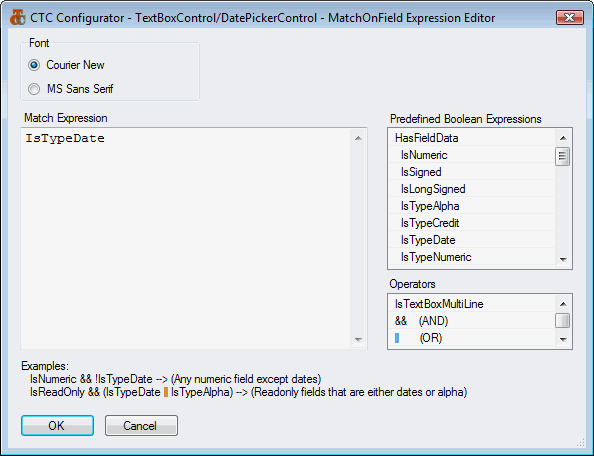 CTC Configurator - TextBoxControl/DatePickerControl - MatchOnField Expression Editor
Font
Courier New
MS Sans Serif
Match Expression
IsTypeDate
Predefined Boolean Expressions
HasFieldData
IsNumeric
IsSigned
IsLongSigned
IsTypeAlpha
IsTypeCredit
IsTypeDate
IsTypeNumeric
Operators
IsTextBoxMultiLine
&& (AND)
|| (OR)
Examples:
IsNumeric && !IsTypeDate --> (Any numeric field except dates)
IsReadOnly && (IsTypeDate || IsTypeAlpha) --> (Readonly fields that are either dates or alpha)
OK
Cancel